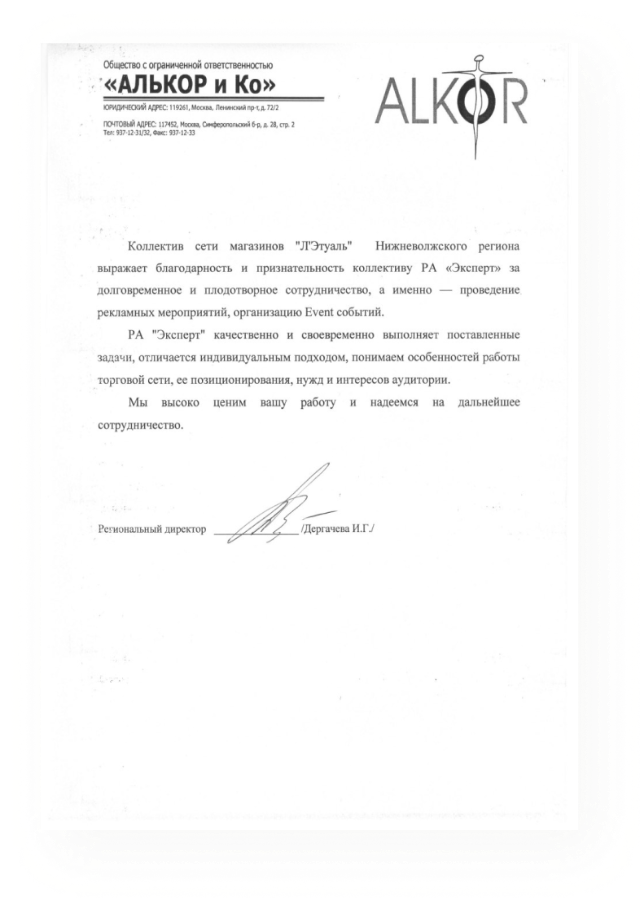 Общество с ограниченной ответственностью
«АЛЬКОР и Ко»
ЮРИДИЧЕСКИЙ АДРЕС: 119261, Москва, Ленинский пр-т, д. 72/2
ПОЧТОВЫЙ АДРЕС: 117452, Москва, Симферопольский б-р, д. 28, стр. 2
Тел: 937-12-31/32, Факс: 937-12-33
ALKOR
Коллектив сети магазинов "Л'Этуаль" Нижневолжского региона
выражает благодарность и признательность коллективу РА «Эксперт» за
долговременное и плодотворное сотрудничество, а именно — проведение
рекламных мероприятий, организацию Event событий.
РА "Эксперт" качественно и своевременно выполняет поставленные
задачи, отличается индивидуальным подходом, понимаем особенностей работы
торговой сети, ее позиционирования, нужд и интересов аудитории.
Мы высоко ценим вашу работу и надеемся на дальнейшее
сотрудничество.
Региональный директор /Дергачева И.Г./